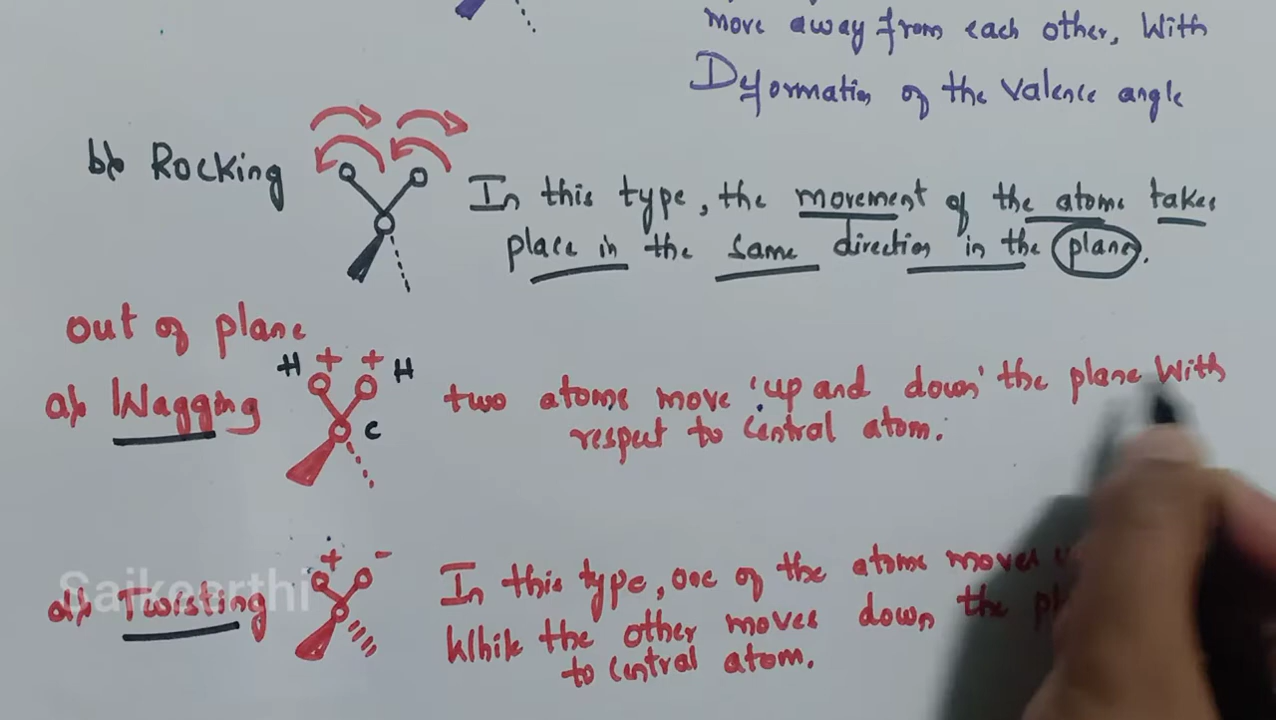 move away from each other, With
Deformation of the valence angle
b) Rocking
In this type, the movement of the atoms takes
place in the same direction in the plane.
out of plane
a) Wagging
H + + H
C
two atoms move 'up and down' the plane With
respect to Central atom.
a) Twisting
+ -
In this type, one of the atoms moves
While the other moves down the
to Central atom.
Saikeerthi